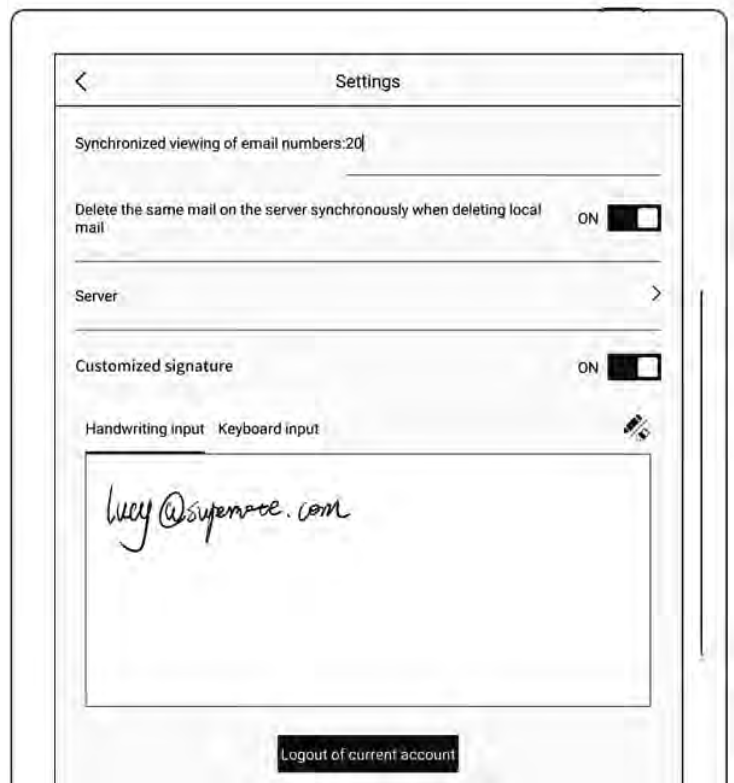 Settings
Synchronized viewing of email numbers:20
Delete the same mail on the server synchronously when deleting local
mail
ON
Server
Customized signature
ON
Handwriting input Keyboard input
lucy@supernote.com
Logout of current account